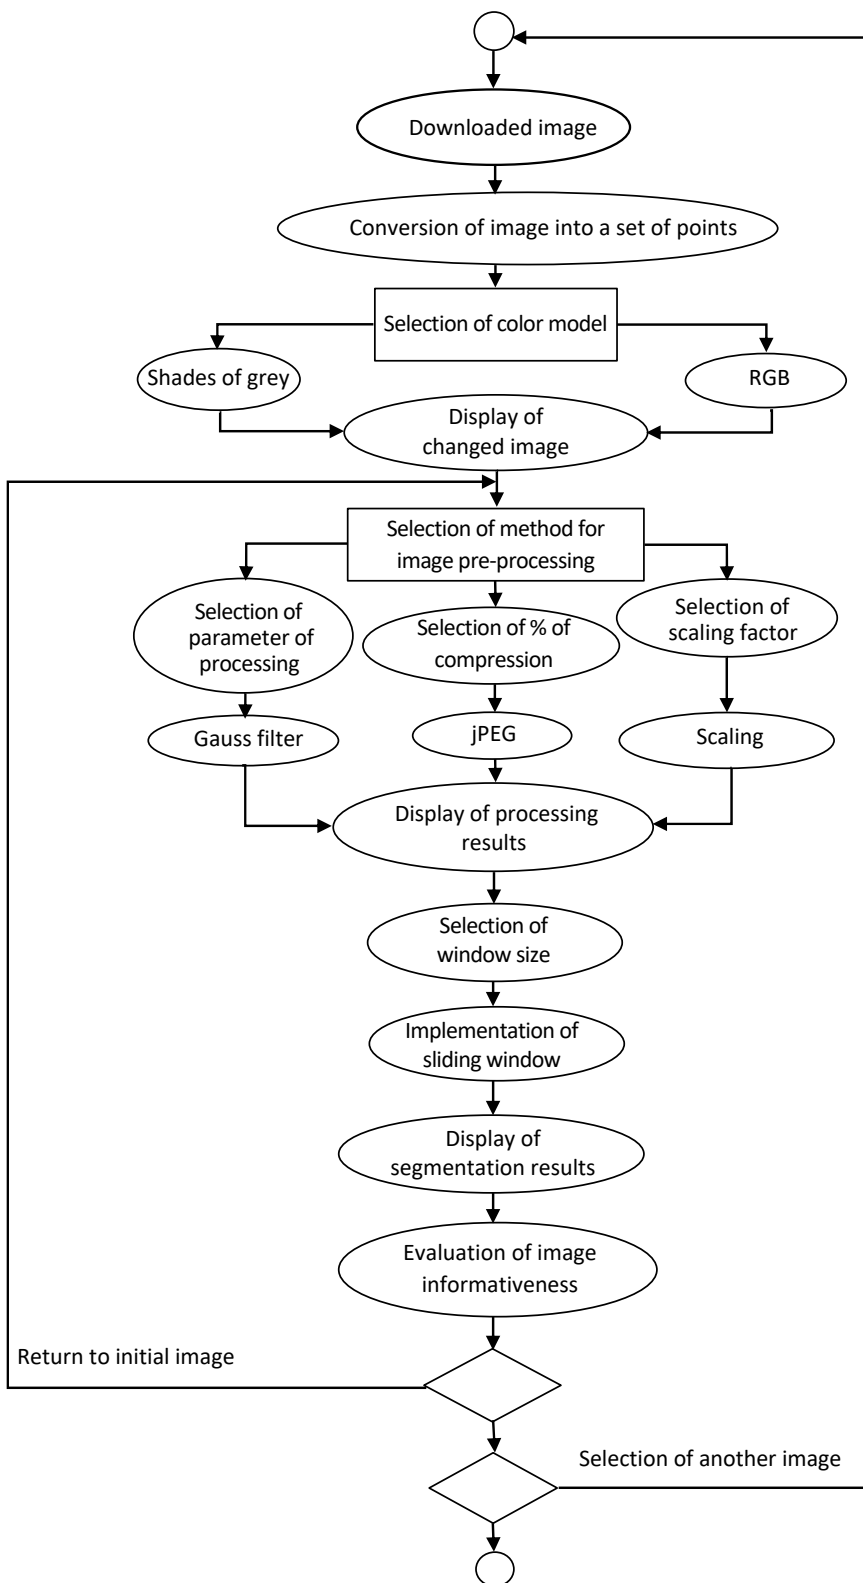 Downloaded image
Conversion of image into a set of points
Selection of color model
Shades of grey
RGB
Display of
changed image
Selection of method for
image pre-processing
Selection of
parameter of
processing
Selection of % of
compression
Selection of
scaling factor
Gauss filter
jPEG
Scaling
Display of processing
results
Selection of
window size
Implementation of
sliding window
Display of
segmentation results
Evaluation of image
informativeness
Return to initial image
Selection of another image